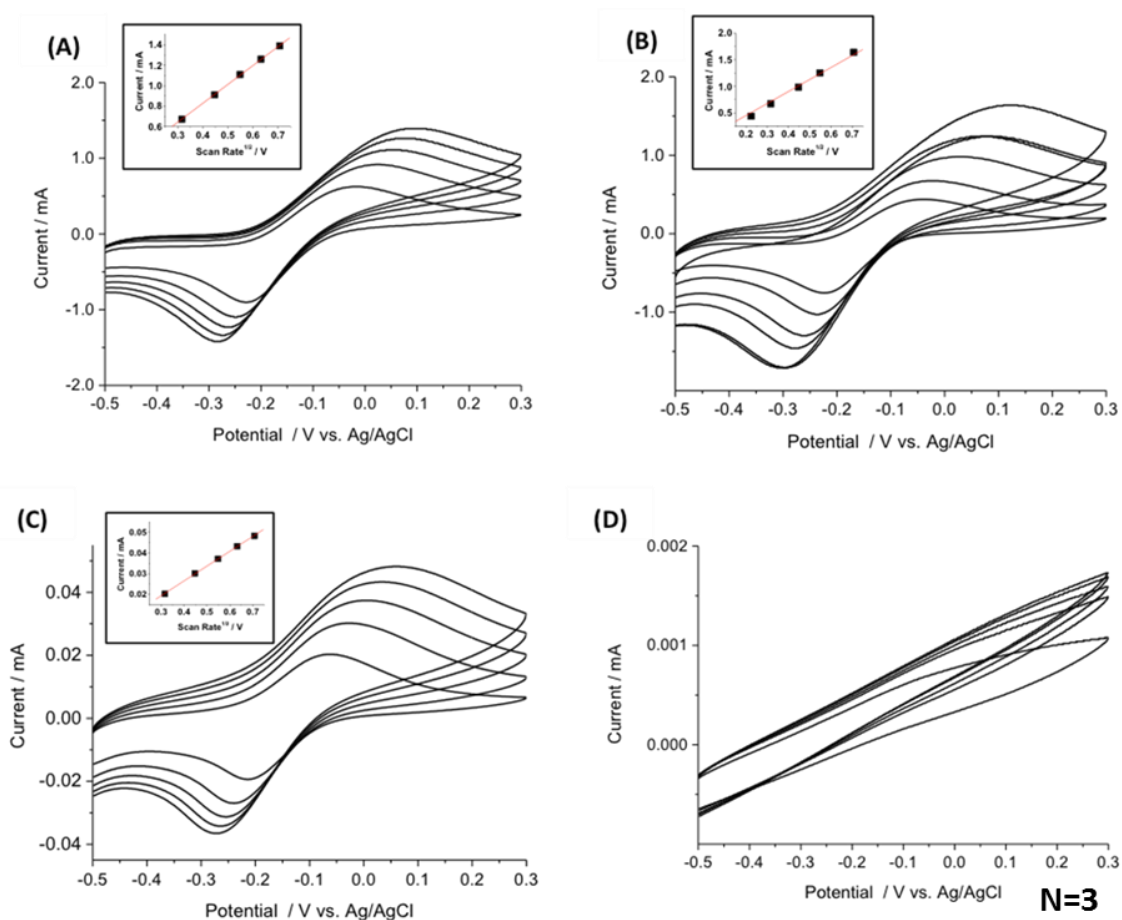 (A)
Current / mA
1.4
1.2
1.0
0.8
0.6
0.3 0.4 0.5 0.6 0.7
Scan Rate^1/2 / V
2.0
1.0
0.0
-1.0
-2.0
Current / mA
-0.5 -0.4 -0.3 -0.2 -0.1 0.0 0.1 0.2 0.3
Potential / V vs. Ag/AgCl
(B)
Current / mA
2.0
1.5
1.0
0.5
0.2 0.3 0.4 0.5 0.6 0.7
Scan Rate^1/2 / V
2.0
1.0
0.0
-1.0
Current / mA
-0.5 -0.4 -0.3 -0.2 -0.1 0.0 0.1 0.2 0.3
Potential / V vs. Ag/AgCl
(C)
Current / mA
0.05
0.04
0.03
0.02
0.3 0.4 0.5 0.6 0.7
Scan Rate^1/2 / V
0.04
0.02
0.00
-0.02
-0.04
Current / mA
-0.5 -0.4 -0.3 -0.2 -0.1 0.0 0.1 0.2 0.3
Potential / V vs. Ag/AgCl
(D)
0.002
0.001
0.000
Current / mA
-0.5 -0.4 -0.3 -0.2 -0.1 0.0 0.1 0.2 0.3
Potential / V vs. Ag/AgCl
N=3